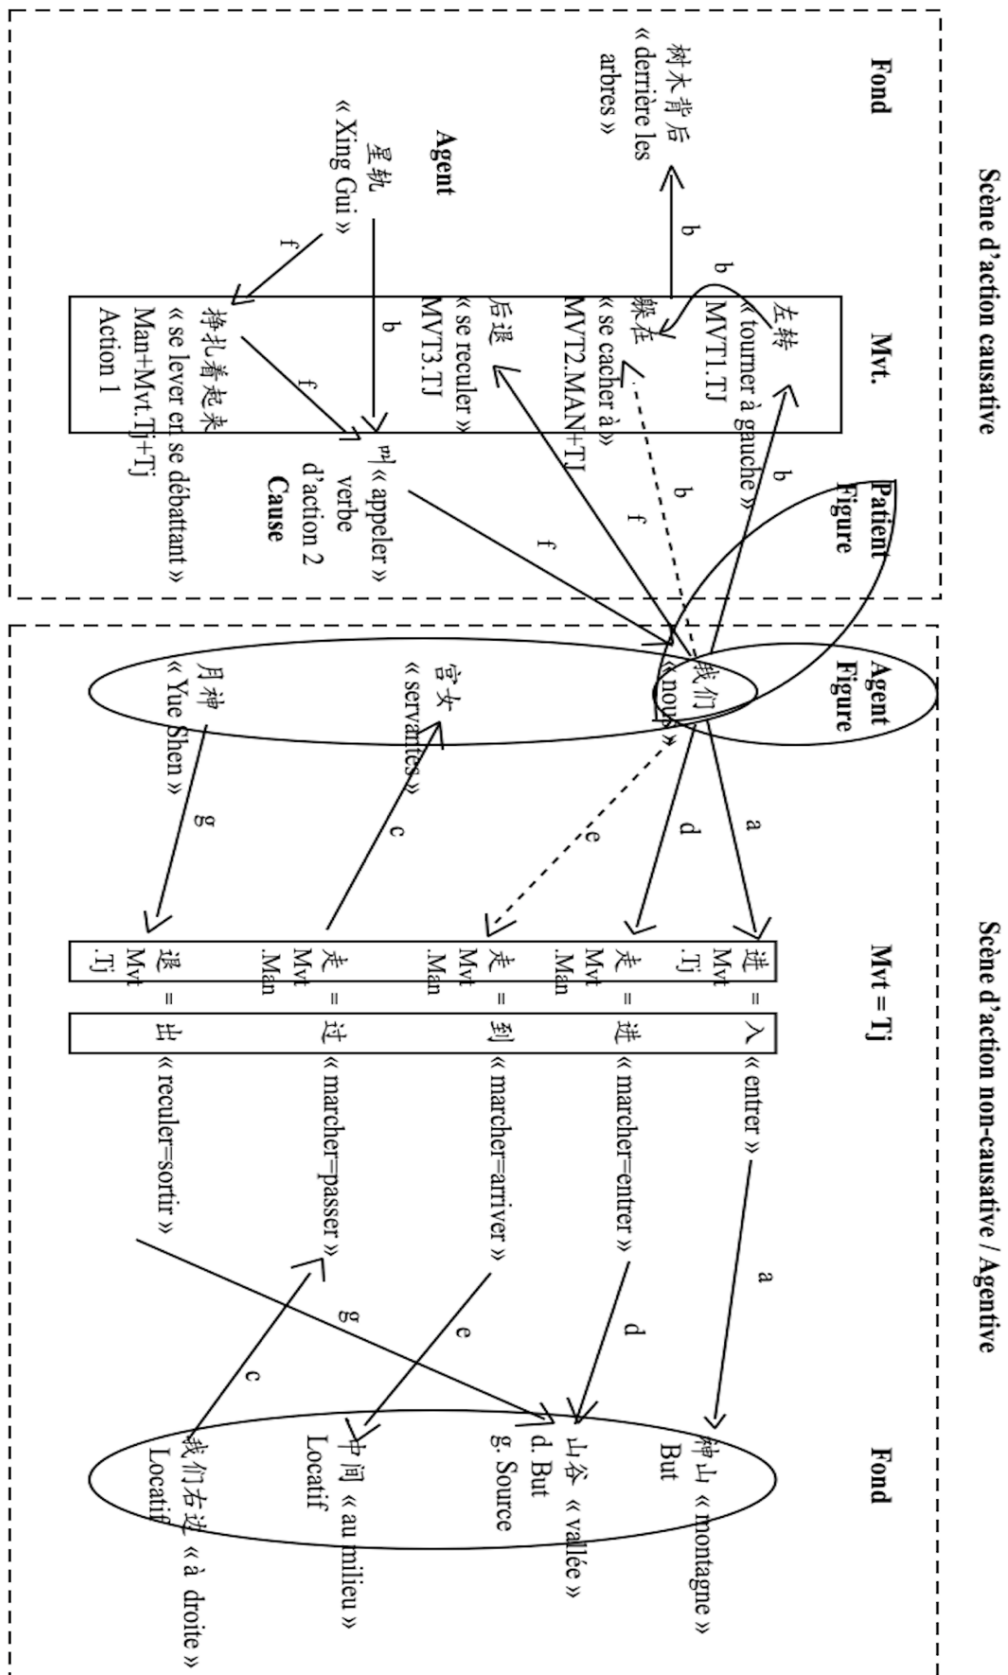 Scène d’action causative
Scène d’action non-causative / Agentive
Fond
Mvt.
Patient
Figure
Agent
Figure
Mvt = Tj
Fond
树木背后
« derrière les
arbres »
b
Agent
星轨
« Xing Gui »
b
f
左转
« tourner à gauche »
MVT1.TJ
b
躲在
« se cacher à »
MVT2.MAN+TJ
后退
« se reculer »
MVT3.TJ
挣扎着起来
« se lever en se débattant »
Man+Mvt.Tj+Tj
Action 1
f
叫« appeler »
verbe
d’action 2
Cause
b
b
f
f
我们
« nous »
宫女
« servantes »
月神
« Yue Shen »
a
d
e
c
g
进 = 入 « entrer »
Mvt
.Tj
走 = 进 « marcher=entrer »
Mvt
.Man
走 = 到 « marcher=arriver »
Mvt
.Man
走 = 过 « marcher=passer »
Mvt
.Man
退 = 出 « reculer=sortir »
Mvt
.Tj
a
d
e
g
c
神山 « montagne »
But
山谷 « vallée »
d. But
g. Source
中间 « au milieu »
Locatif
我们右边 « à droite »
Locatif